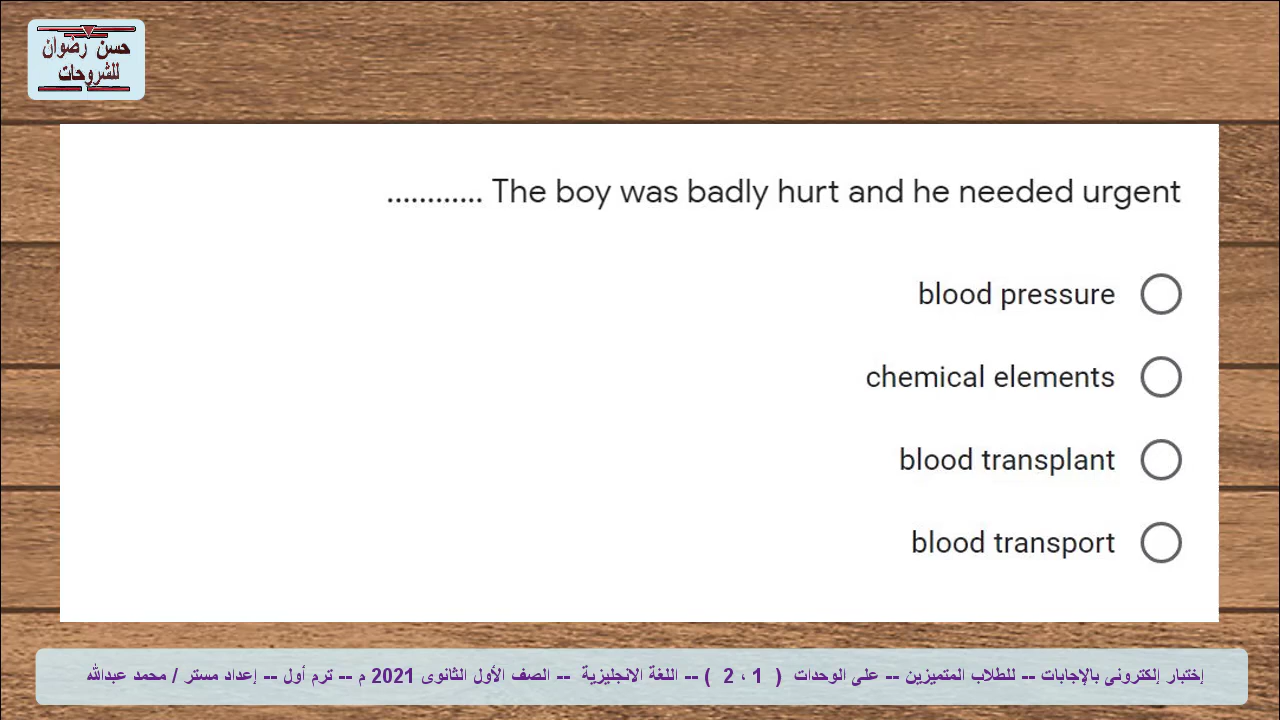 حسن رضوان
للشروحات
............ The boy was badly hurt and he needed urgent
blood pressure
chemical elements
blood transplant
blood transport
إختبار إلكترونى بالإجابات -- للطلاب المتميزين -- على الوحدات ( 1 ، 2 ) -- اللغة الانجليزية -- الصف الأول الثانوى 2021 م -- ترم أول -- إعداد مستر / محمد عبدالله